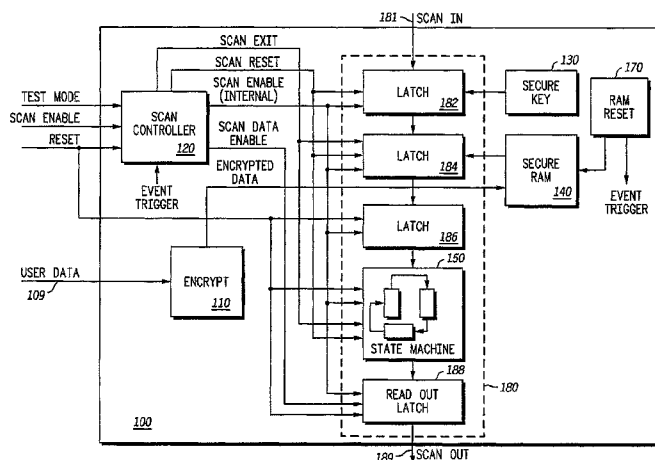 181
SCAN IN
SCAN EXIT
SCAN RESET
SCAN ENABLE
(INTERNAL)
130
170
TEST MODE
SCAN ENABLE
RESET
SCAN
CONTROLLER
120
LATCH
182
SECURE
KEY
RAM
RESET
SCAN DATA
ENABLE
ENCRYPTED
DATA
LATCH
184
SECURE
RAM
140
EVENT
TRIGGER
EVENT
TRIGGER
LATCH
186
USER DATA
109
ENCRYPT
110
150
STATE MACHINE
188
READ OUT
LATCH
180
100
189
SCAN OUT